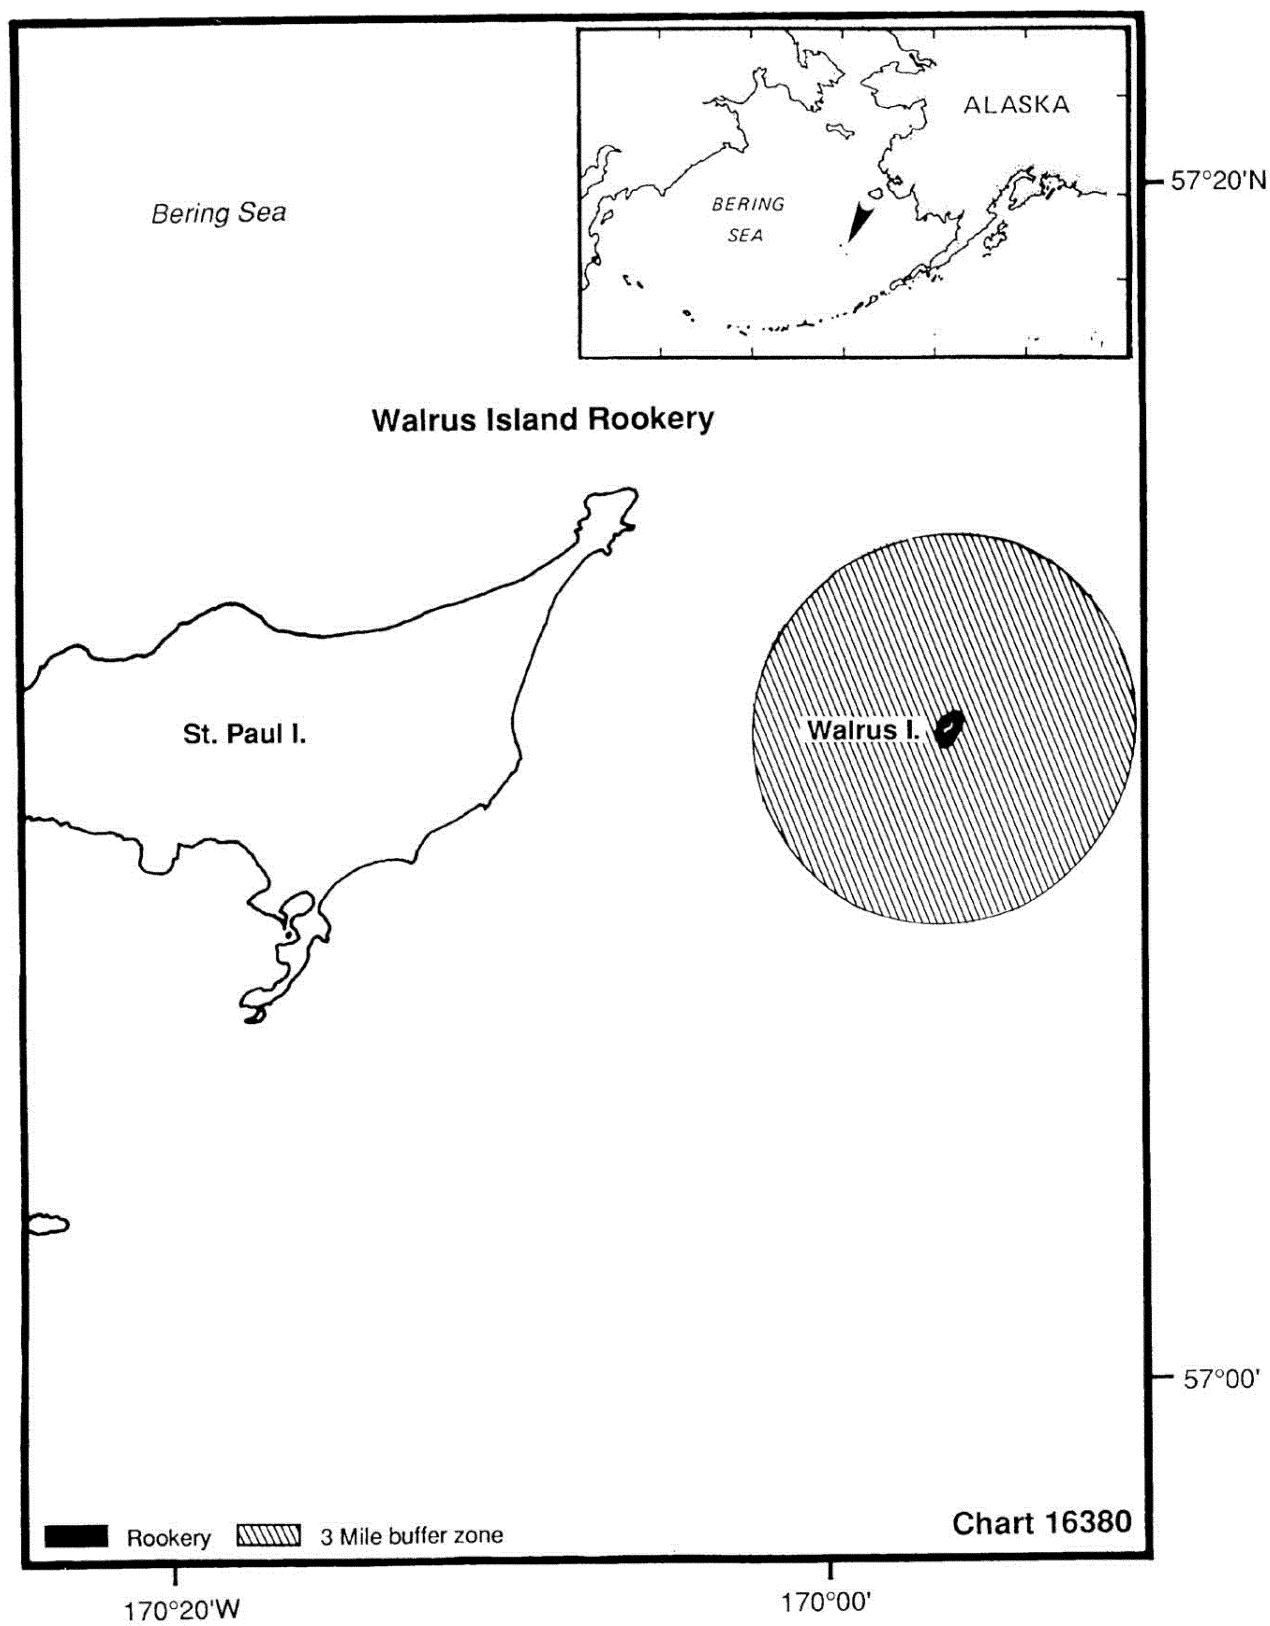 ALASKA
57°20'N
Bering Sea
BERING
SEA
Walrus Island Rookery
St. Paul I.
Walrus I.
57°00'
Chart 16380
Rookery
3 Mile buffer zone
170°20'W
170°00'